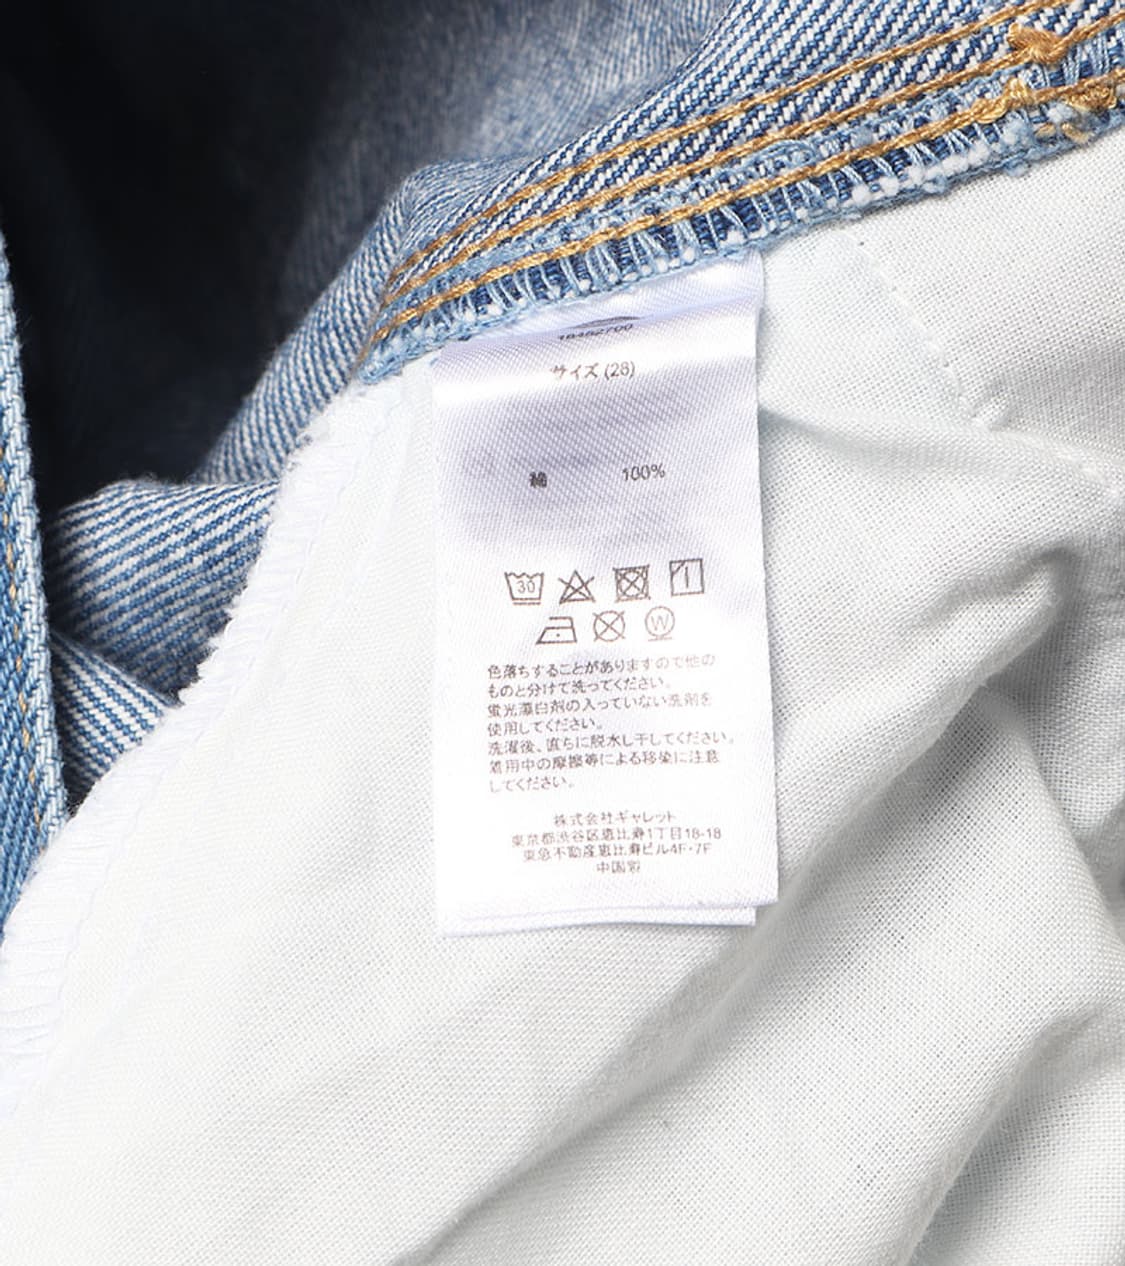 18482700
サイズ (28)
綿 100%
30
W
色落ちすることがありますので他の
ものと分けて洗ってください。
蛍光漂白剤の入っていない洗剤を
使用してください。
洗濯後、直ちに脱水し干してください。
着用中の摩擦等による移染に注意
してください。
株式会社ギャレット
東京都渋谷区恵比寿1丁目18-18
東急不動産恵比寿ビル4F・7F
中国製